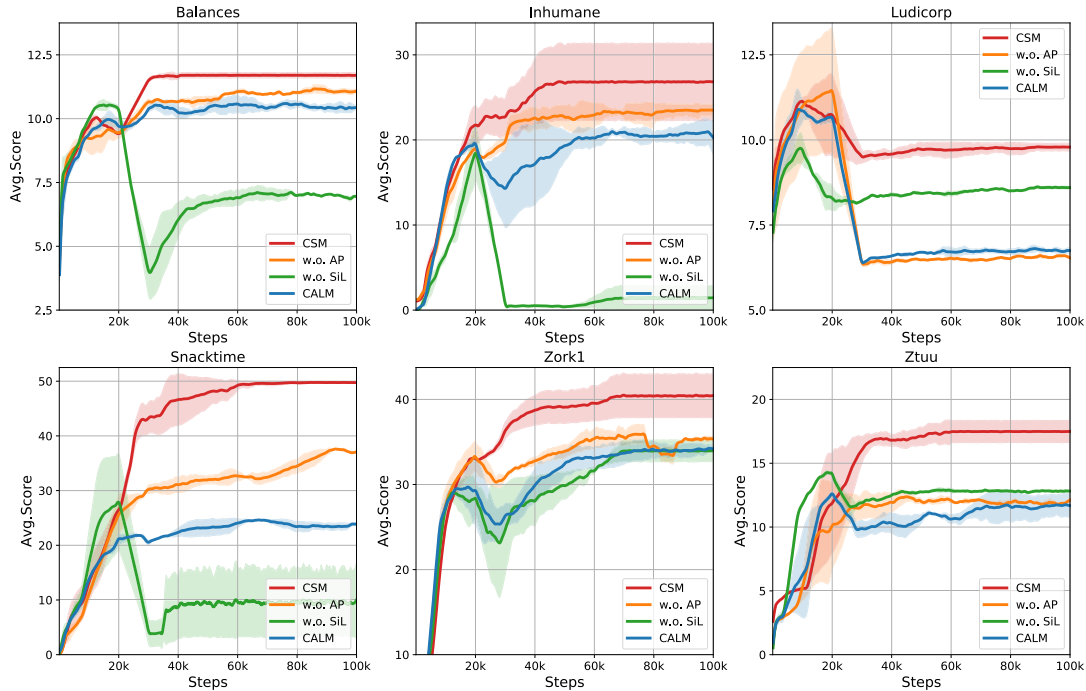 Balances
Avg.Score
12.5
10.0
7.5
5.0
2.5
20k
40k
60k
80k
100k
Steps
CSM
w.o. AP
w.o. SiL
CALM
Inhumane
Avg.Score
30
20
10
0
20k
40k
60k
80k
100k
Steps
CSM
w.o. AP
w.o. SiL
CALM
Ludicorp
Avg.Score
12.5
10.0
7.5
5.0
20k
40k
60k
80k
100k
Steps
CSM
w.o. AP
w.o. SiL
CALM
Snacktime
Avg.Score
50
40
30
20
10
0
20k
40k
60k
80k
100k
Steps
CSM
w.o. AP
w.o. SiL
CALM
Zork1
Avg.Score
40
30
20
10
20k
40k
60k
80k
100k
Steps
CSM
w.o. AP
w.o. SiL
CALM
Ztuu
Avg.Score
20
15
10
5
0
20k
40k
60k
80k
100k
Steps
CSM
w.o. AP
w.o. SiL
CALM